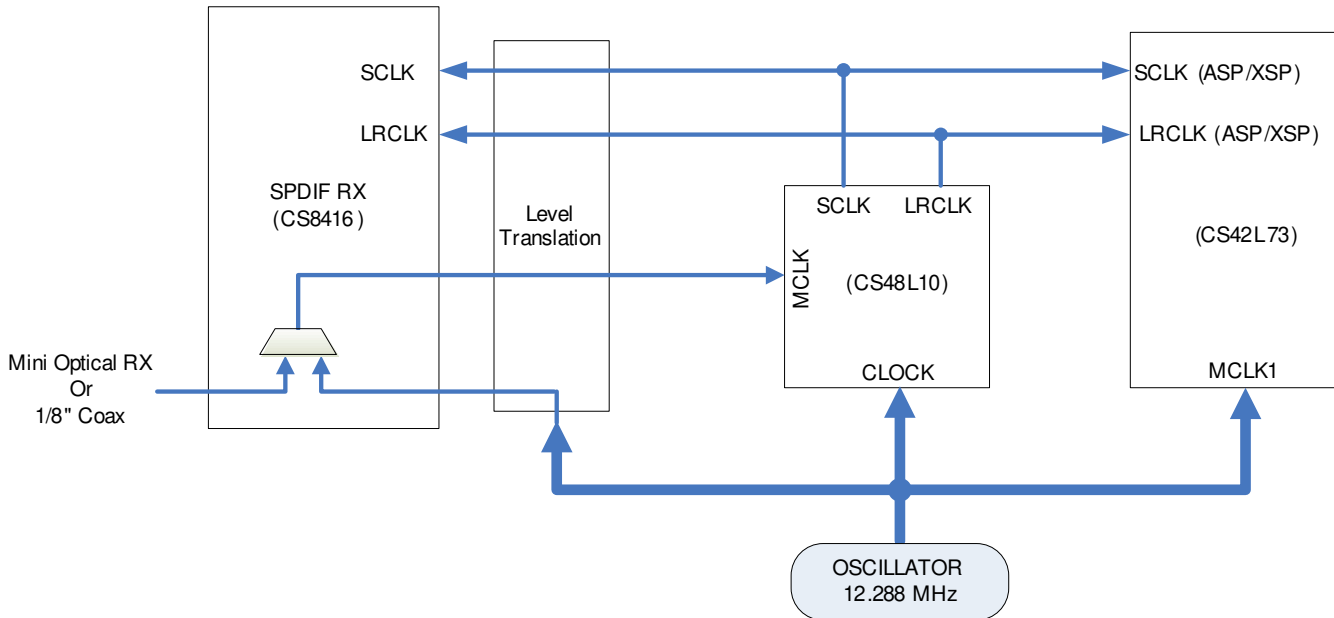 SCLK
LRCLK
SPDIF RX
(CS8416)
Mini Optical RX
Or
1/8" Coax
Level
Translation
SCLK LRCLK
MCLK
(CS48L10)
CLOCK
SCLK (ASP/XSP)
LRCLK (ASP/XSP)
(CS42L73)
MCLK1
OSCILLATOR
12.288 MHz